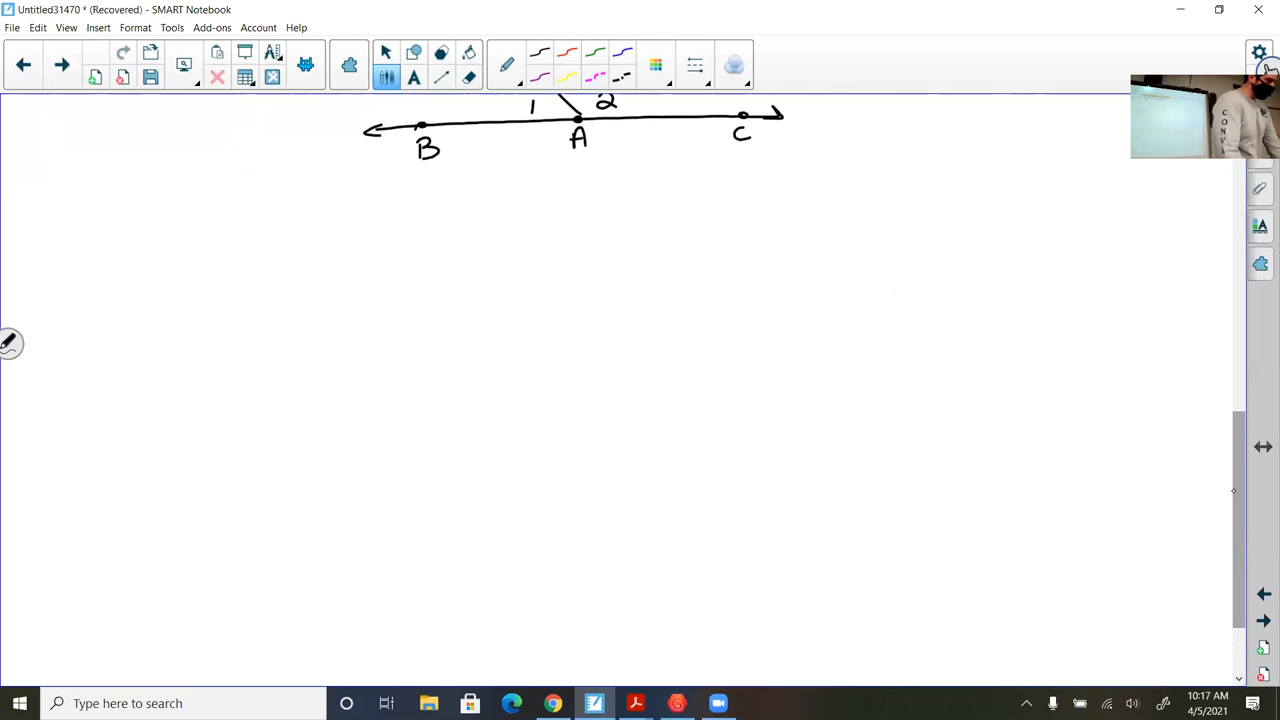 Untitled31470 * (Recovered) - SMART Notebook
File Edit View Insert Format Tools Add-ons Account Help
1 2
B A C
CONV
Type here to search
10:17 AM
4/5/2021